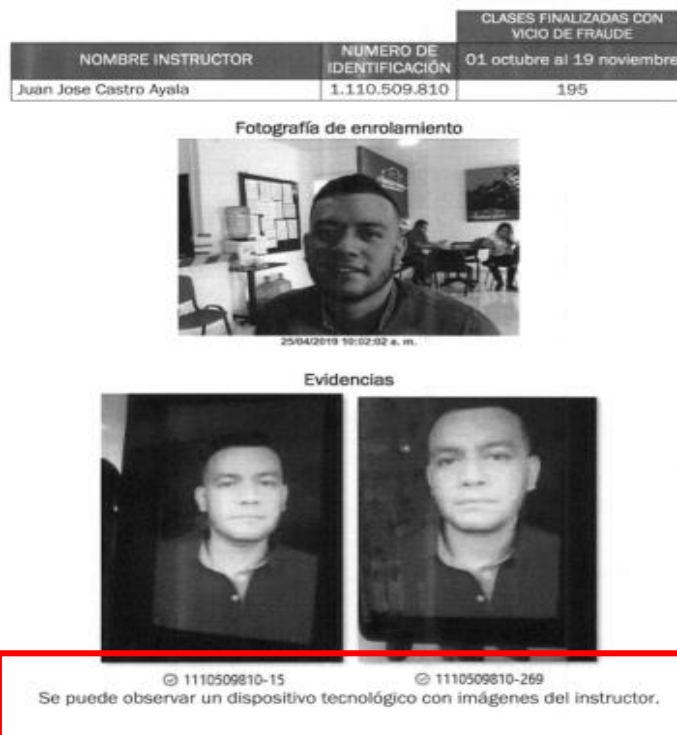 CLASES FINALIZADAS CON
VICIO DE FRAUDE
NOMBRE INSTRUCTOR
NUMERO DE
IDENTIFICACIÓN
01 octubre al 19 noviembre
Juan Jose Castro Ayala
1.110.509.810
195
Fotografía de enrolamiento
25/04/2019 10:02:02 a. m.
Evidencias
1110509810-15
1110509810-269
Se puede observar un dispositivo tecnológico con imágenes del instructor.